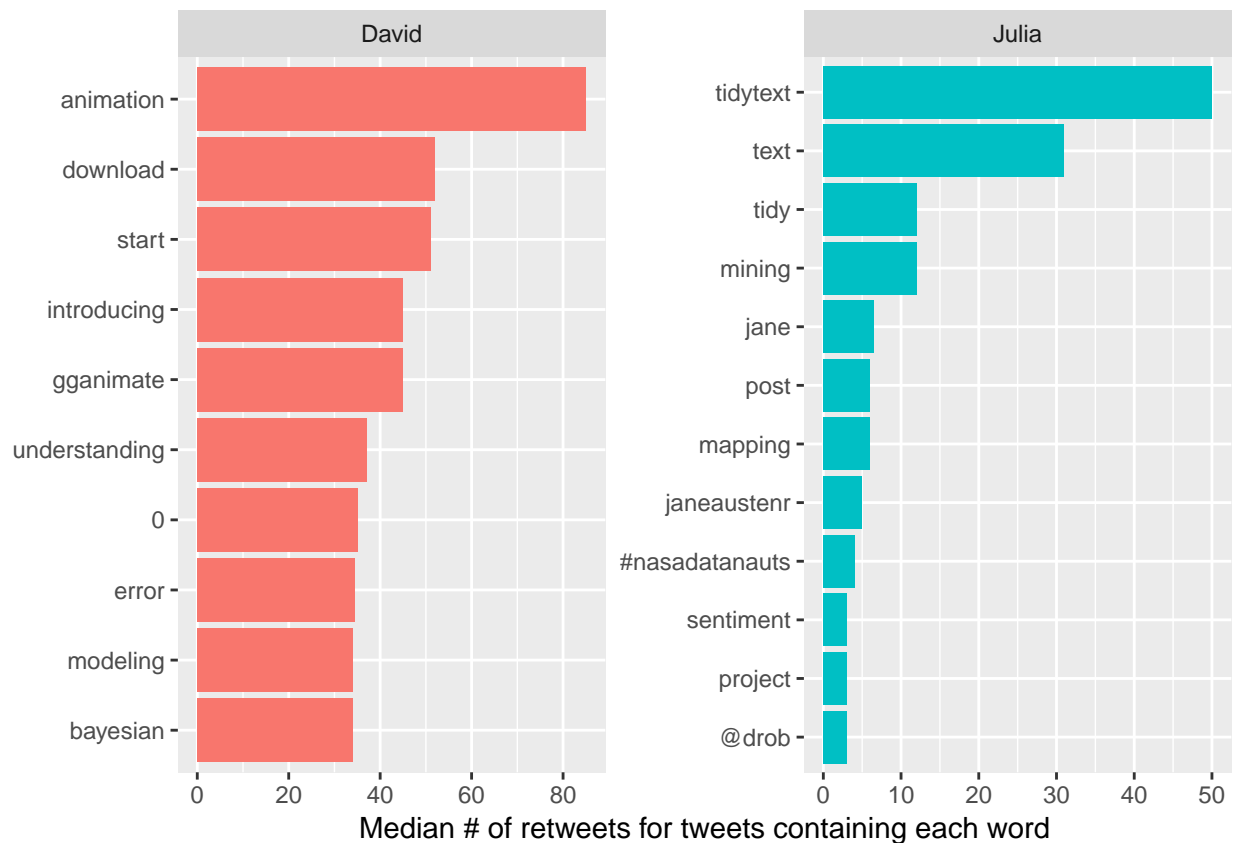 David
animation
download
start
introducing
gganimate
understanding
0
error
modeling
bayesian
0 20 40 60 80
Julia
tidytext
text
tidy
mining
jane
post
mapping
janeaustenr
#nasadatanauts
sentiment
project
@drob
0 10 20 30 40 50
Median # of retweets for tweets containing each word